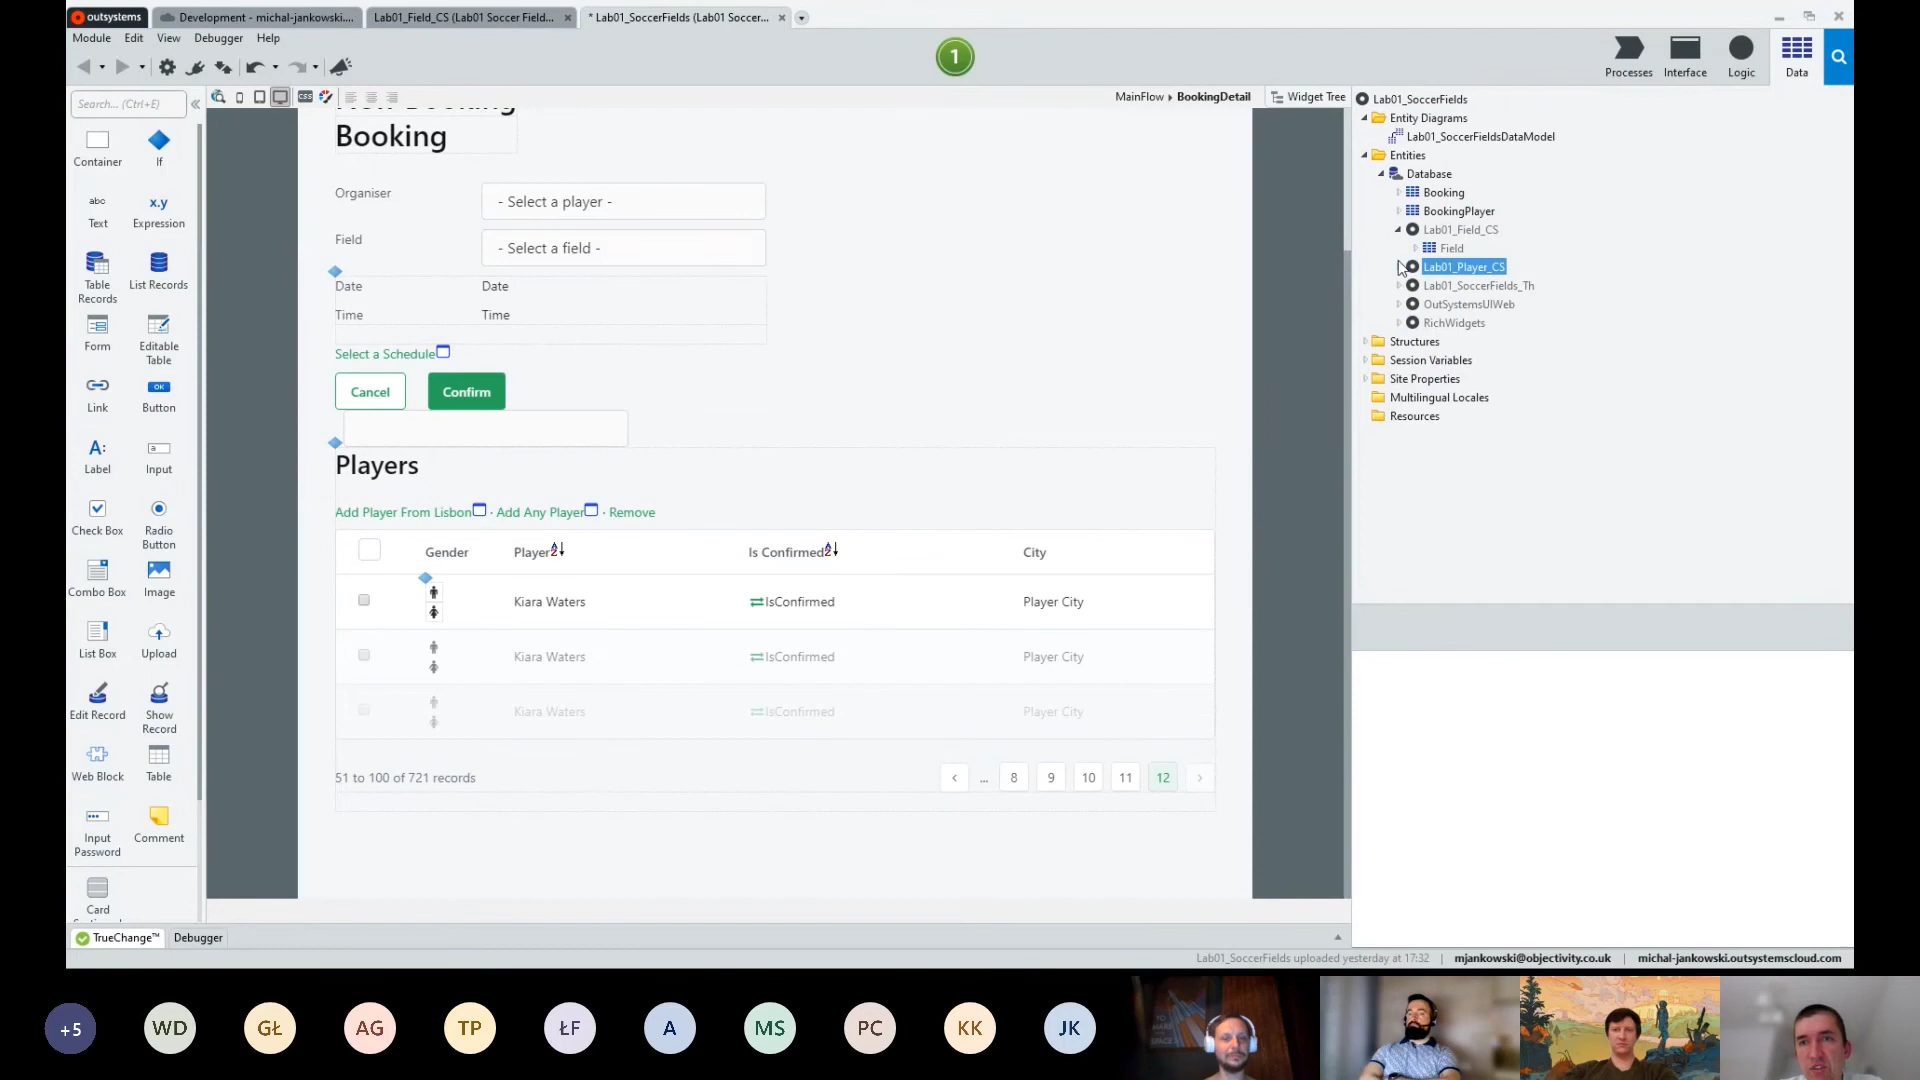 outsystems
Development - michal-jankowski....
Lab01_Field_CS (Lab01 Soccer Field...
* Lab01_SoccerFields (Lab01 Soccer...
Module Edit View Debugger Help
1
Processes Interface Logic Data
Search... (Ctrl+E)
CSS
MainFlow BookingDetail
Widget Tree
Container If
abc x.y
Text Expression
Table Records
List Records
Form
Editable Table
OK
Link Button
A:
Label Input
Check Box
Radio Button
Combo Box Image
List Box Upload
Edit Record
Show Record
Web Block Table
Input Password
Comment
Card
Booking
Organiser
- Select a player -
Field
- Select a field -
Date Date
Time Time
Select a Schedule
Cancel Confirm
Players
Add Player From Lisbon · Add Any Player · Remove
Gender Player Is Confirmed City
Kiara Waters IsConfirmed Player City
Kiara Waters IsConfirmed Player City
Kiara Waters IsConfirmed Player City
51 to 100 of 721 records
‹ ... 8 9 10 11 12 ›
Lab01_SoccerFields
Entity Diagrams
Lab01_SoccerFieldsDataModel
Entities
Database
Booking
BookingPlayer
Lab01_Field_CS
Field
Lab01_Player_CS
Lab01_SoccerFields_Th
OutSystemsUIWeb
RichWidgets
Structures
Session Variables
Site Properties
Multilingual Locales
Resources
TrueChange™ Debugger
Lab01_SoccerFields uploaded yesterday at 17:32 | mjankowski@objectivity.co.uk | michal-jankowski.outsystemscloud.com
+5 WD GŁ AG TP ŁF A MS PC KK JK